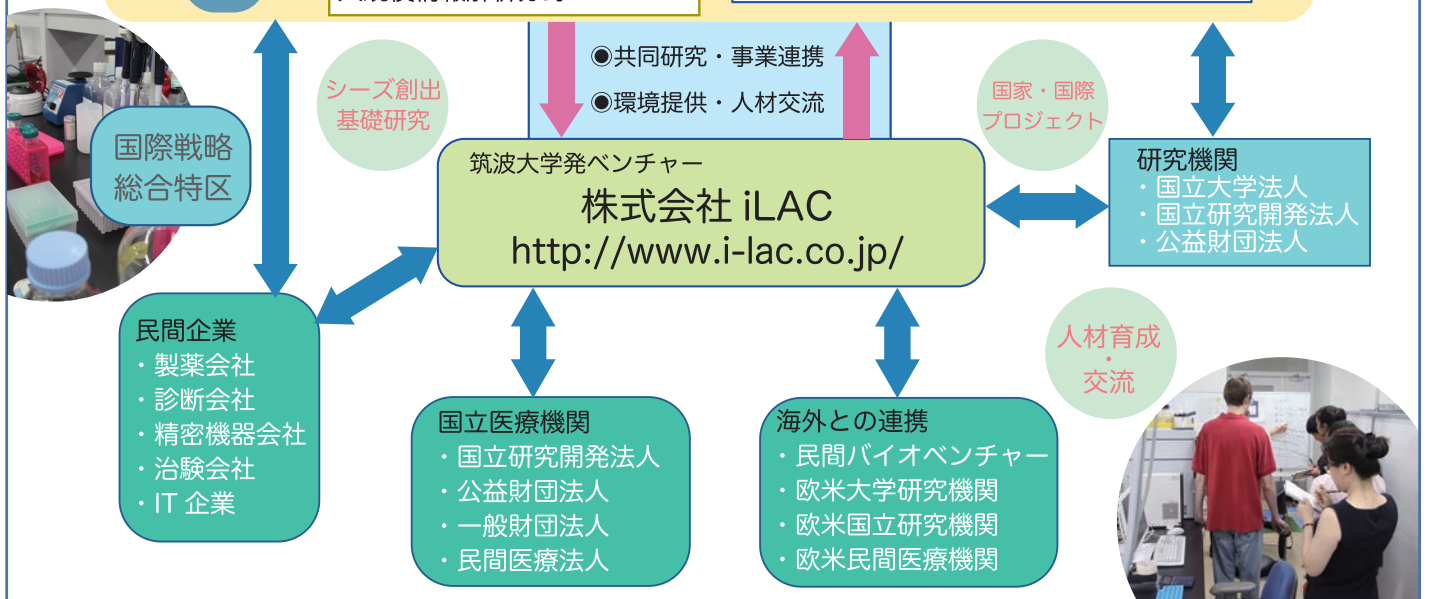 ●共同研究・事業連携
●環境提供・人材交流
シーズ創出
基礎研究
国家・国際
プロジェクト
国際戦略
総合特区
筑波大学発ベンチャー
株式会社 iLAC
http://www.i-lac.co.jp/
研究機関
・国立大学法人
・国立研究開発法人
・公益財団法人
民間企業
・製薬会社
・診断会社
・精密機器会社
・治験会社
・IT 企業
人材育成
・
交流
国立医療機関
・国立研究開発法人
・公益財団法人
・一般財団法人
・民間医療法人
海外との連携
・民間バイオベンチャー
・欧米大学研究機関
・欧米国立研究機関
・欧米民間医療機関